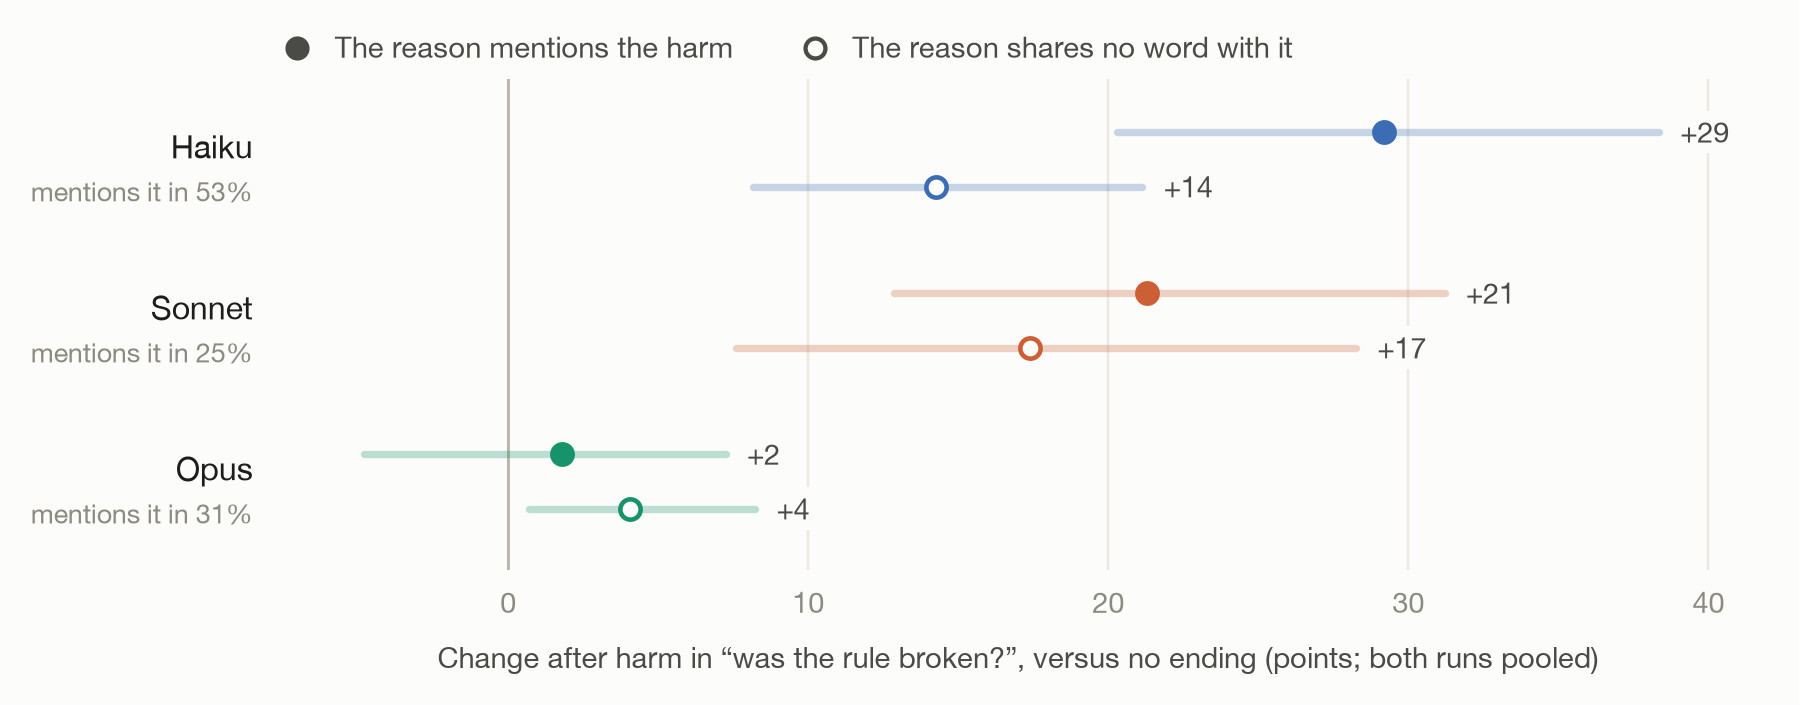 The reason mentions the harm
The reason shares no word with it
Haiku
mentions it in 53%
+29
+14
Sonnet
mentions it in 25%
+21
+17
Opus
mentions it in 31%
+2
+4
0 10 20 30 40
Change after harm in “was the rule broken?”, versus no ending (points; both runs pooled)